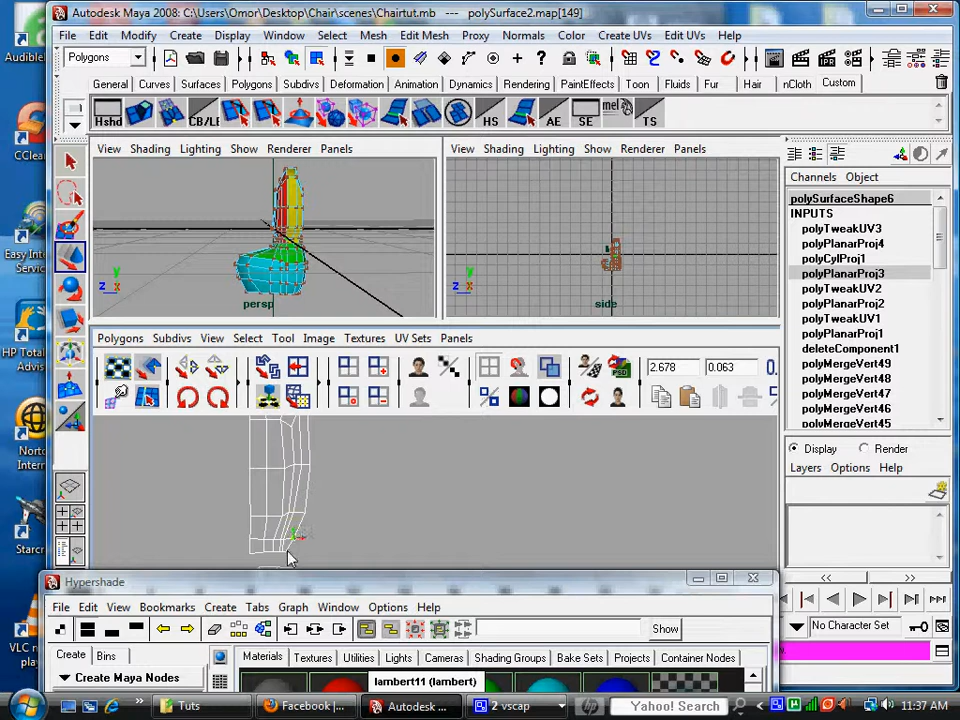 Autodesk Maya 2008: C:\Users\Omor\Desktop\Chair\scenes\Chairtut.mb --- polySurface2.map[149]
File Edit Modify Create Display Window Select Mesh Edit Mesh Proxy Normals Color Create UVs Edit UVs Help
Polygons
General Curves Surfaces Polygons Subdivs Deformation Animation Dynamics Rendering PaintEffects Toon Fluids Fur Hair nCloth Custom
Hshd CB/LE HS AE SE mel TS
View Shading Lighting Show Renderer Panels
View Shading Lighting Show Renderer Panels
Channels Object
polySurfaceShape6
INPUTS
polyTweakUV3
polyPlanarProj4
polyCylProj1
polyPlanarProj3
polyTweakUV2
polyPlanarProj2
polyTweakUV1
polyPlanarProj1
deleteComponent1
polyMergeVert49
polyMergeVert48
polyMergeVert47
polyMergeVert46
polyMergeVert45
y
z x
persp
y
z x
side
Polygons Subdivs View Select Tool Image Textures UV Sets Panels
2.678 0.063
Display Render
Layers Options Help
Hypershade
File Edit View Bookmarks Create Tabs Graph Window Options Help
Show
Create Bins
Create Maya Nodes
Materials Textures Utilities Lights Cameras Shading Groups Bake Sets Projects Container Nodes
lambert11 (lambert)
No Character Set
Audible
CCle
Easy Inte
Servic
HP Tota
Advis
Norto
Intern
Starcr
VLC n
play
Tuts
Facebook |
Autodesk ...
2 vscap
Yahoo! Search
11:37 AM